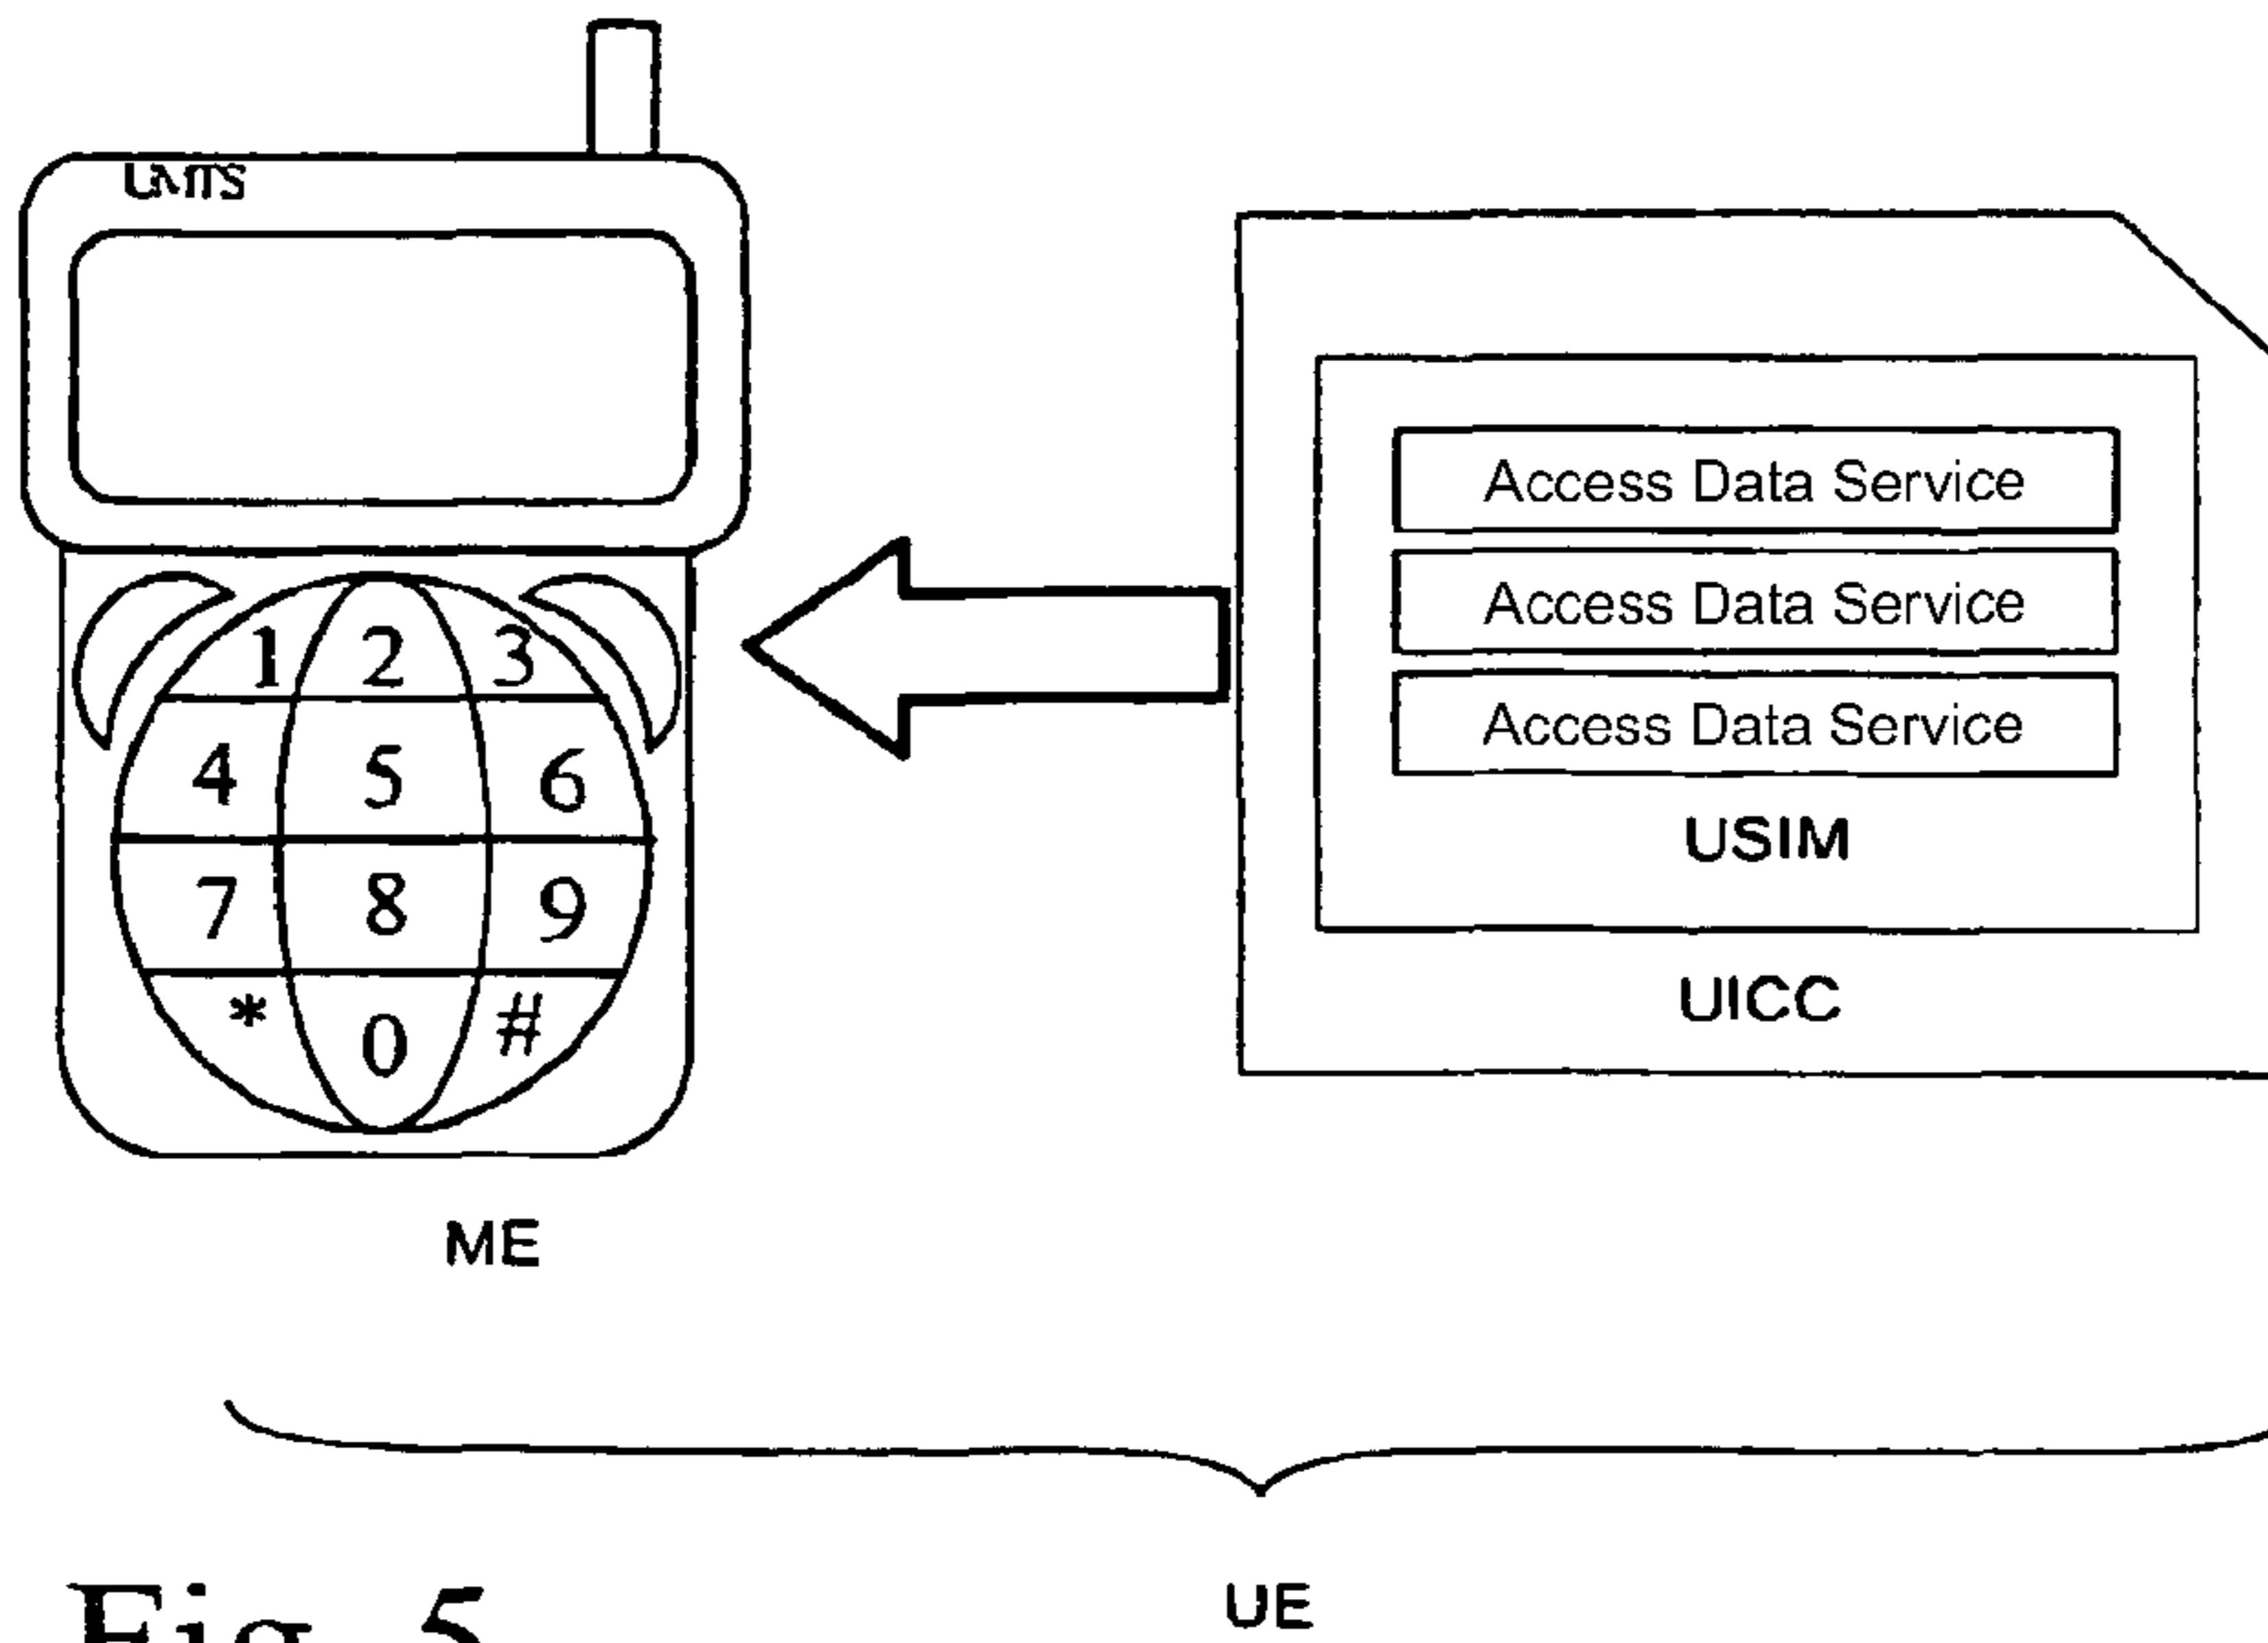 UMTS
Access Data Service
Access Data Service
Access Data Service
USIM
UICC
1 2 3
4 5 6
7 8 9
* 0 #
ME
UE
Fig. 5